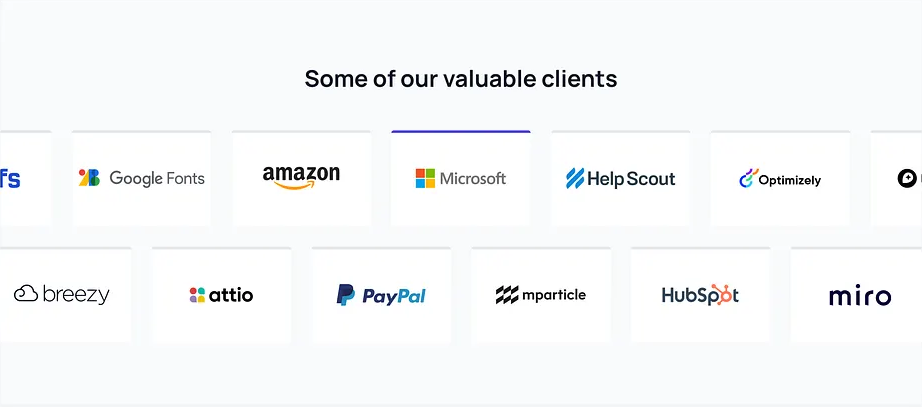 Some of our valuable clients
fs Google Fonts amazon Microsoft Help Scout Optimizely
breezy attio PayPal mparticle HubSpot miro